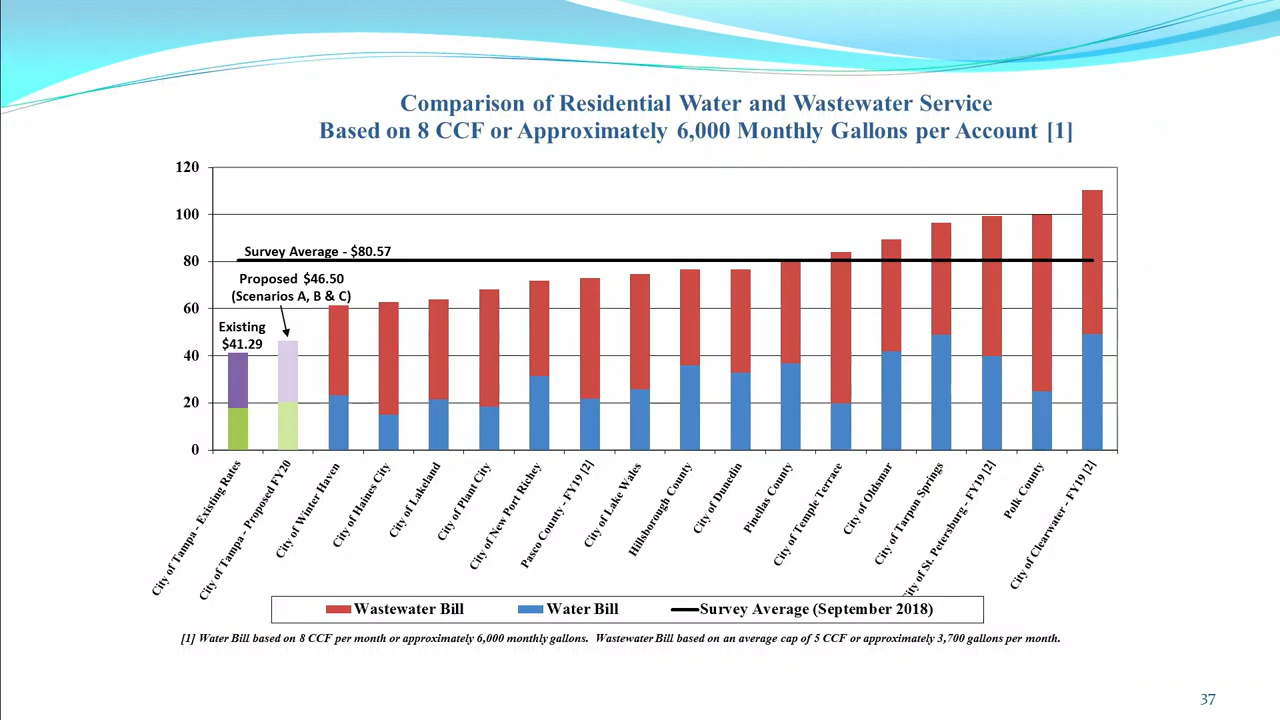 Comparison of Residential Water and Wastewater Service
Based on 8 CCF or Approximately 6,000 Monthly Gallons per Account [1]
120
100
80
60
40
20
0
Survey Average - $80.57
Proposed $46.50
(Scenarios A, B & C)
Existing
$41.29
City of Tampa - Existing Rates
City of Tampa - Proposed FY20
City of Winter Haven
City of Haines City
City of Lakeland
City of Plant City
City of New Port Richey
Pasco County - FY19 [2]
City of Lake Wales
Hillsborough County
City of Dunedin
Pinellas County
City of Temple Terrace
City of Oldsmar
City of Tarpon Springs
City of St. Petersburg - FY19 [2]
Polk County
City of Clearwater - FY19 [2]
Wastewater Bill
Water Bill
Survey Average (September 2018)
[1] Water Bill based on 8 CCF per month or approximately 6,000 monthly gallons. Wastewater Bill based on an average cap of 5 CCF or approximately 3,700 gallons per month.
37